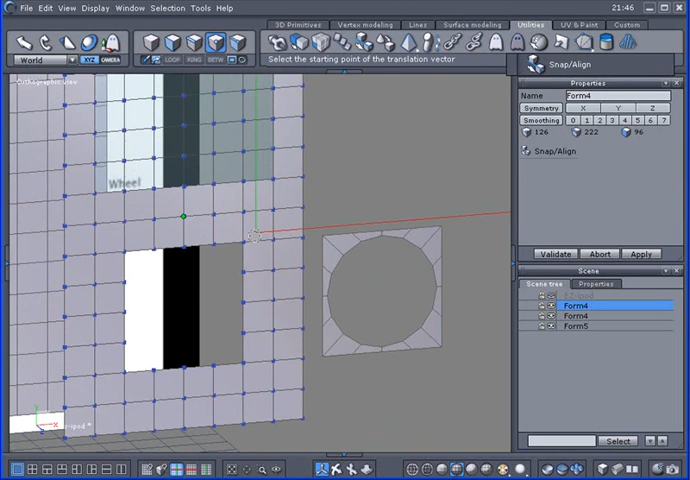 File Edit View Display Window Selection Tools Help
21:46
3D Primitives Vertex modeling Lines Surface modeling Utilities UV & Paint Custom
World XYZ CAMERA
LOOP RING BETW
Select the starting point of the translation vector
Snap/Align
Orthographic view
Properties
Name Form4
Symmetry X Y Z
Smoothing 0 1 2 3 4 5 6 7
126 222 96
Snap/Align
Wheel
Validate Abort Apply
Scene
Scene tree Properties
Form4
Form4
Form5
Y
X
Select